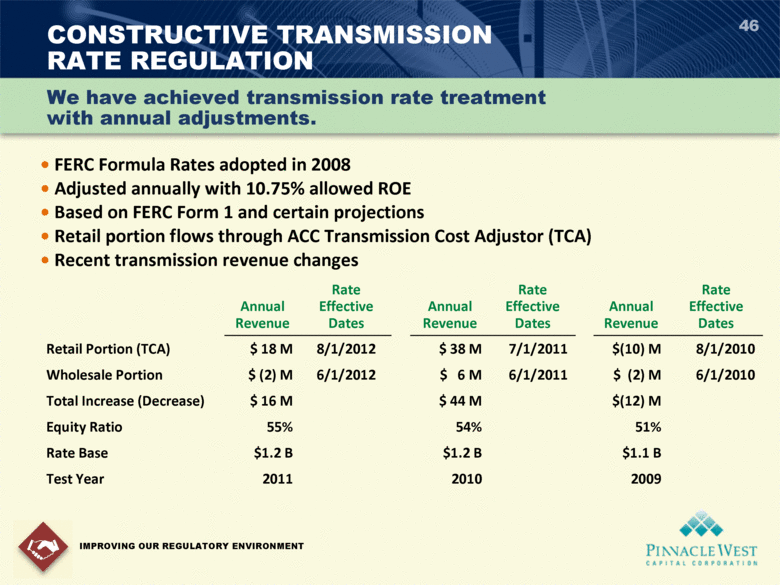 46
CONSTRUCTIVE TRANSMISSION
RATE REGULATION
We have achieved transmission rate treatment
with annual adjustments.
• FERC Formula Rates adopted in 2008
• Adjusted annually with 10.75% allowed ROE
• Based on FERC Form 1 and certain projections
• Retail portion flows through ACC Transmission Cost Adjustor (TCA)
• Recent transmission revenue changes
Rate Rate Rate
Annual Effective Annual Effective Annual Effective
Revenue Dates Revenue Dates Revenue Dates
Retail Portion (TCA) $ 18 M 8/1/2012 $ 38 M 7/1/2011 $(10) M 8/1/2010
Wholesale Portion $ (2) M 6/1/2012 $ 6 M 6/1/2011 $ (2) M 6/1/2010
Total Increase (Decrease) $ 16 M $ 44 M $(12) M
Equity Ratio 55% 54% 51%
Rate Base $1.2 B $1.2 B $1.1 B
Test Year 2011 2010 2009
IMPROVING OUR REGULATORY ENVIRONMENT
PINNACLE WEST
CAPITAL CORPORATION